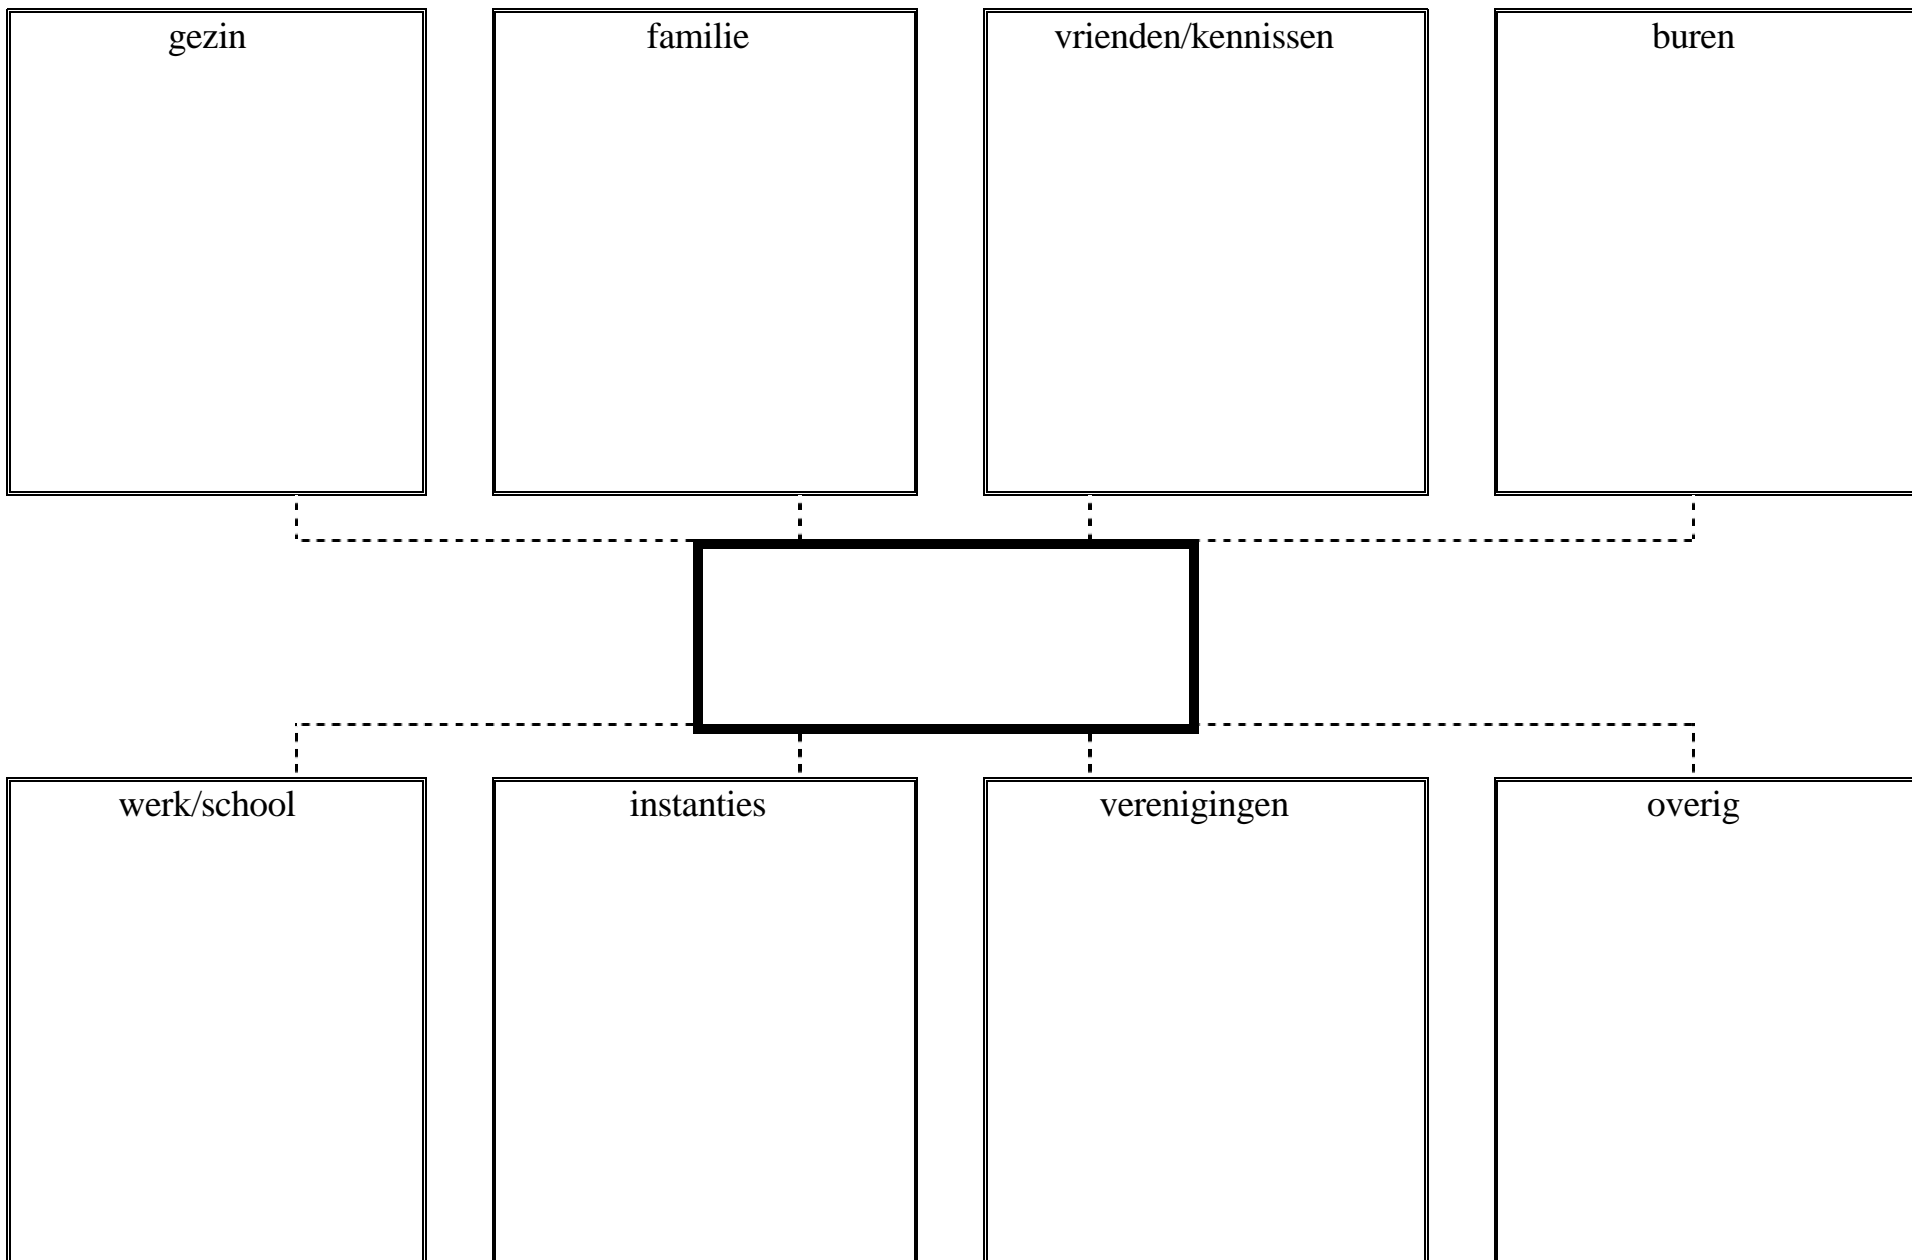 gezin
familie
vrienden/kennissen
buren
werk/school
instanties
verenigingen
overig